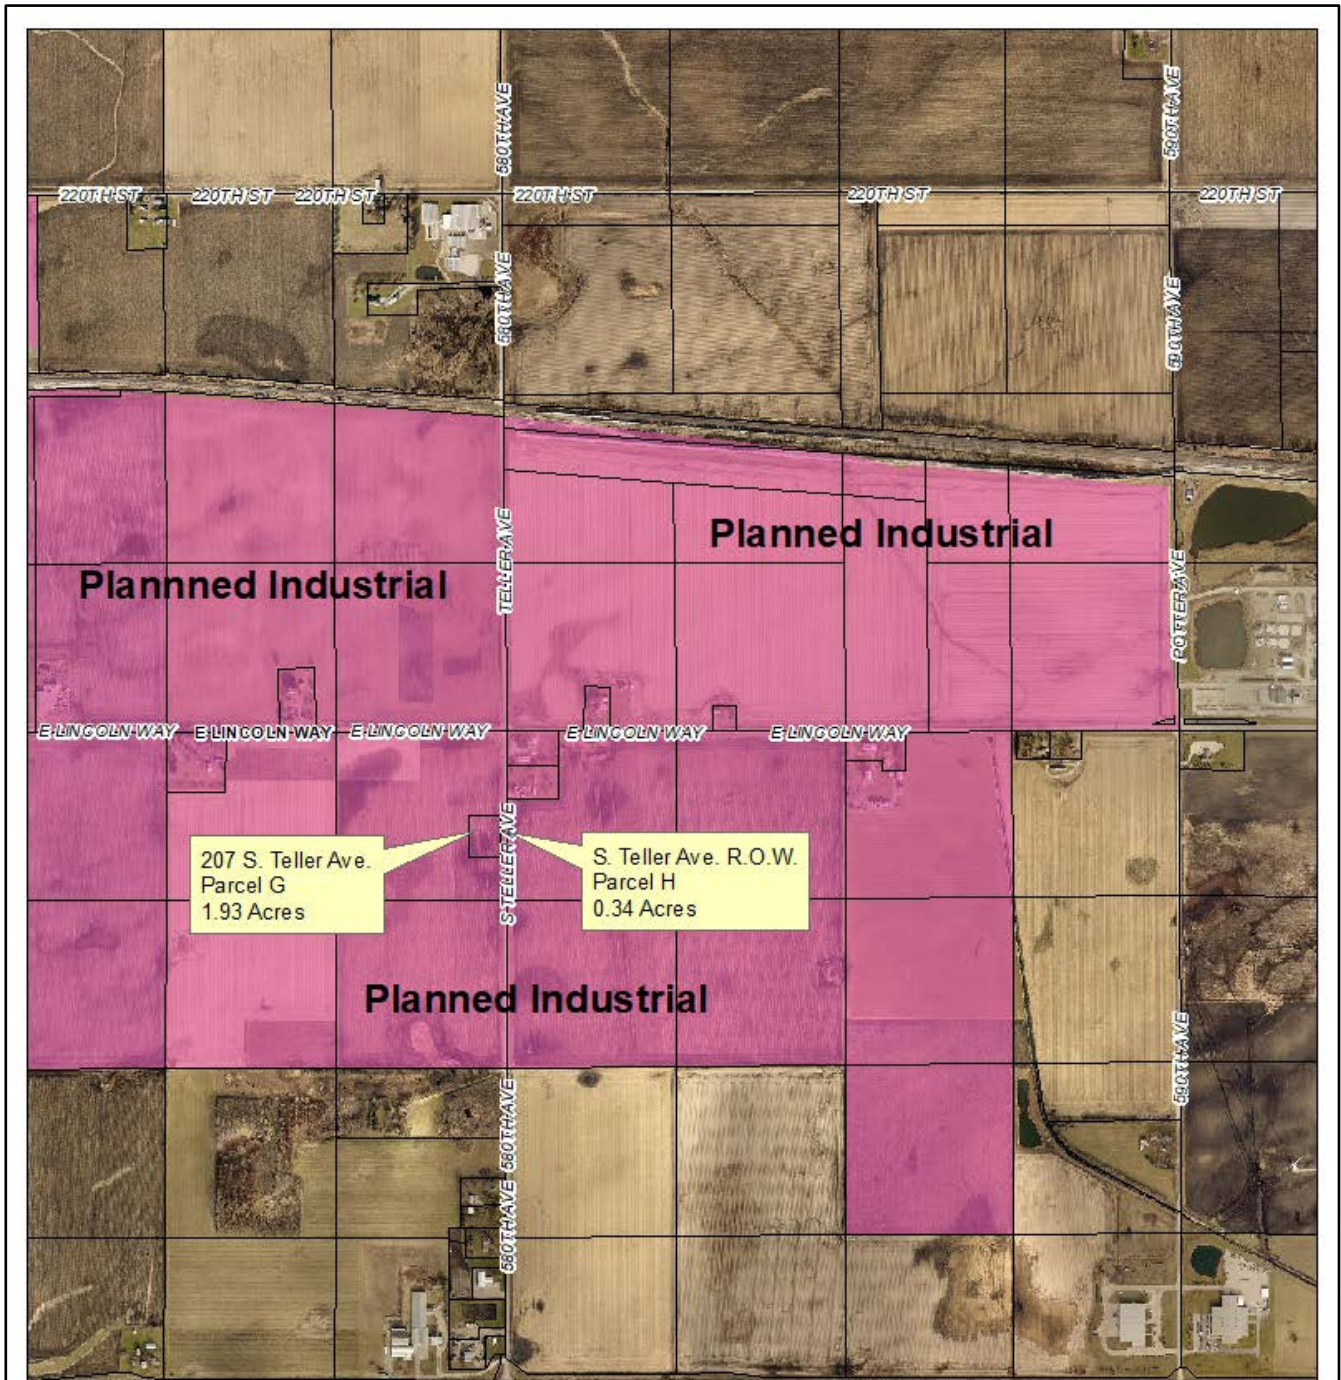 580TH AVE
590TH AVE
220TH ST 220TH ST 220TH ST 220TH ST 220TH ST 220TH ST
580TH AVE
590TH AVE
Planned Industrial
TELLER AVE
Plannned Industrial
POTTER AVE
E LINCOLN WAY E LINCOLN WAY E LINCOLN WAY E LINCOLN WAY E LINCOLN WAY
S TELLER AVE
207 S. Teller Ave.
Parcel G
1.93 Acres
S. Teller Ave. R.O.W.
Parcel H
0.34 Acres
Planned Industrial
590TH AVE
580TH AVE
580TH AVE